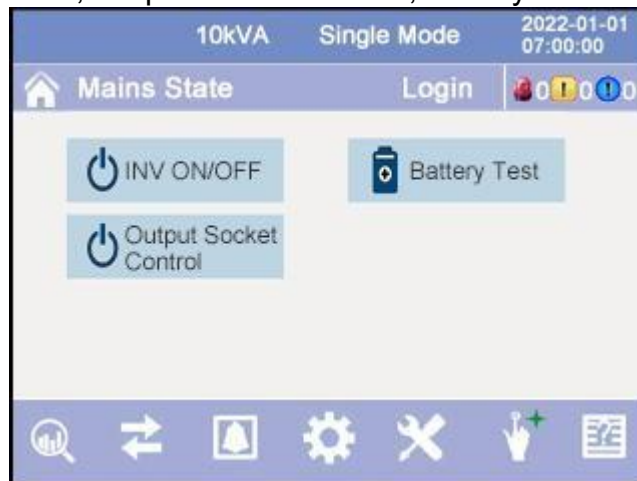 10kVA Single Mode 2022-01-01
07:00:00
Mains State Login 0 0 0
INV ON/OFF Battery Test
Output Socket
Control